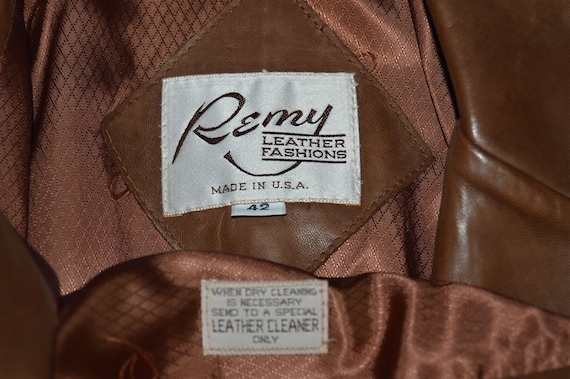 Remy
LEATHER
FASHIONS
MADE IN U.S.A.
42
WHEN DRY CLEANING
IS NECESSARY
SEND TO A SPECIAL
LEATHER CLEANER
ONLY